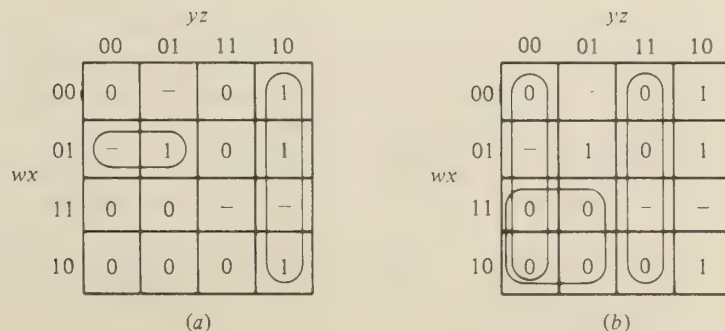 yz
00 01 11 10
00 0 – 0 1
01 – 1 0 1
wx
11 0 0 – –
10 0 0 0 1
(a)
yz
00 01 11 10
00 0 - 0 1
01 – 1 0 1
wx
11 0 0 – –
10 0 0 0 1
(b)